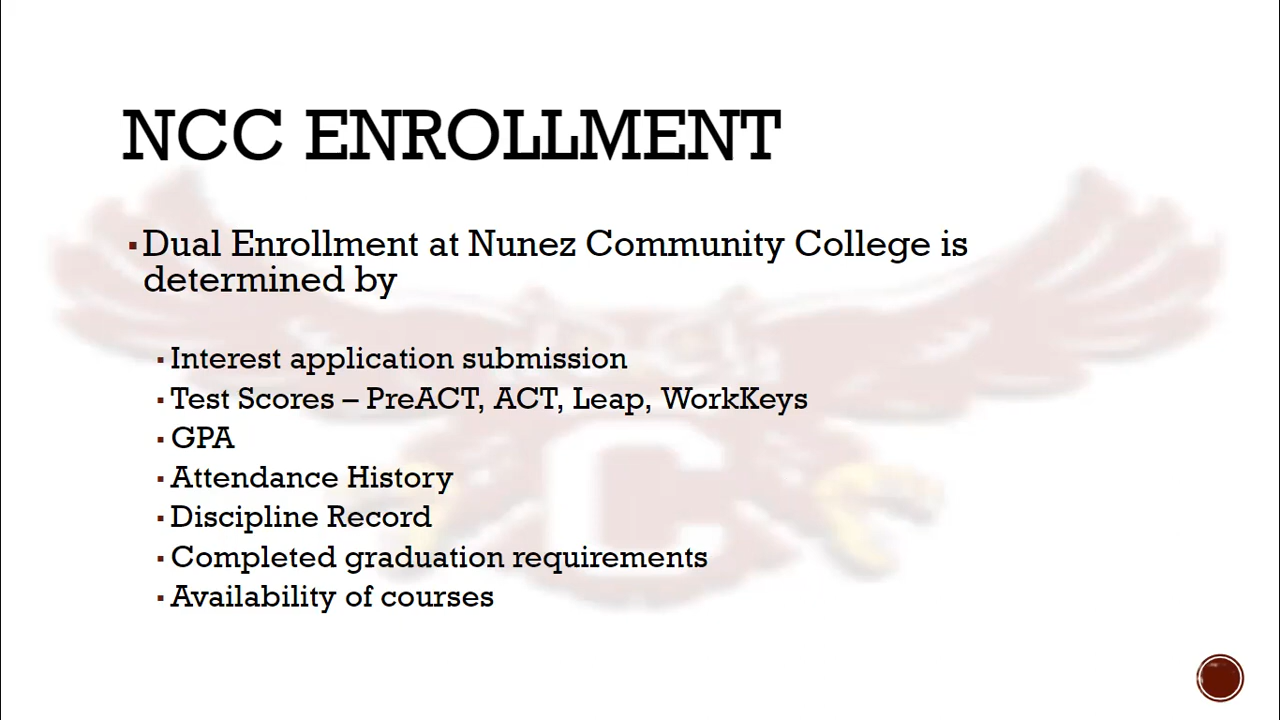 NCC ENROLLMENT
▪Dual Enrollment at Nunez Community College is
determined by
▪Interest application submission
▪Test Scores – PreACT, ACT, Leap, WorkKeys
▪GPA
▪Attendance History
▪Discipline Record
▪Completed graduation requirements
▪Availability of courses
C